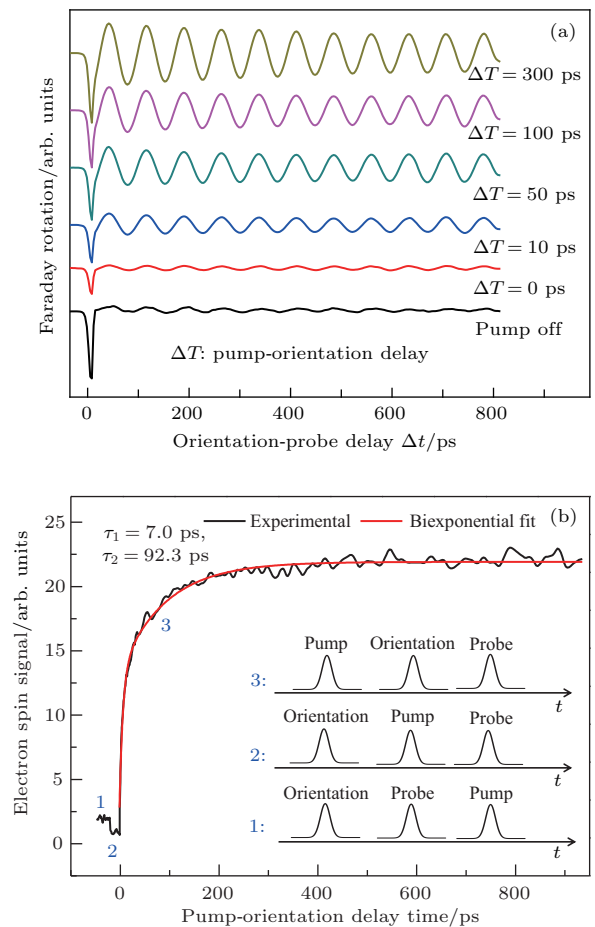 (a)
ΔT = 300 ps
ΔT = 100 ps
ΔT = 50 ps
ΔT = 10 ps
ΔT = 0 ps
Pump off
ΔT: pump-orientation delay
Faraday rotation/arb. units
0 200 400 600 800
Orientation-probe delay Δt/ps
(b)
τ1 = 7.0 ps,
τ2 = 92.3 ps
Experimental
Biexponential fit
Electron spin signal/arb. units
25
20
15
10
5
0
1
2
3
Pump Orientation Probe
3:
t
Orientation Pump Probe
2:
t
Orientation Probe Pump
1:
t
0 200 400 600 800
Pump-orientation delay time/ps